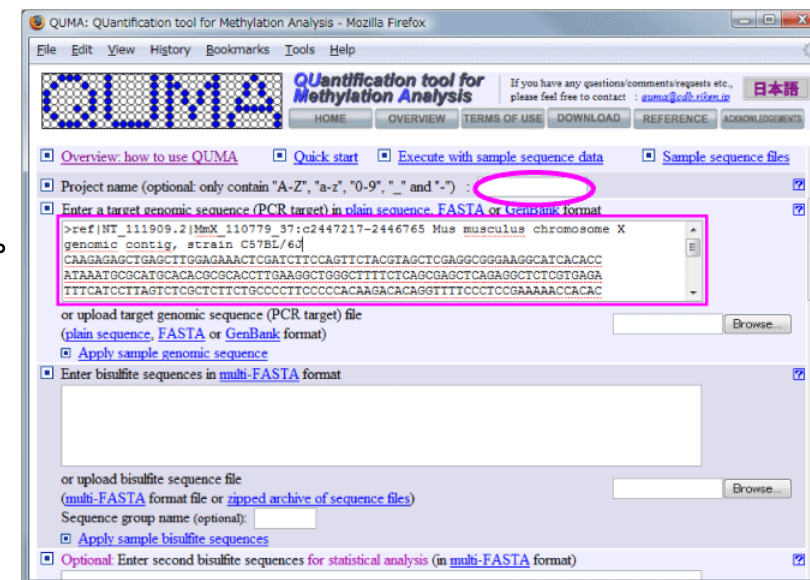 QUMA: QUantification tool for Methylation Analysis - Mozilla Firefox
File Edit View History Bookmarks Tools Help
QUMA
QUantification tool for
Methylation Analysis
If you have any questions/comments/requests etc.,
please feel free to contact : quma@cdb.riken.jp
日本語
HOME OVERVIEW TERMS OF USE DOWNLOAD REFERENCE ACKNOWLEDGEMENTS
Overview: how to use QUMA Quick start Execute with sample sequence data Sample sequence files
Project name (optional: only contain "A-Z", "a-z", "0-9", "_" and "-") : ?
Enter a target genomic sequence (PCR target) in plain sequence, FASTA or GenBank format ?
>ref|NT_111909.2|MmX_110779_37:c2447217-2446765 Mus musculus chromosome X
genomic contig, strain C57BL/6J
CAAGAGAGCTGAGCTTGGAGAAACTCGATCTTCCAGTTCTACGTAGCTCGAGGCGGGAAGGCATCACACC
ATAAATGCGCATGCACACGCGCACCTTGAAGGCTGGGCTTTTCTCAGCGAGCTCAGAGGCTCTCGTGAGA
TTTCATCCTTAGTCTCGCTCTTCTGCCCCTTCCCCCACAAGACACAGGTTTTCCCTCCGAAAAACCACAC
or upload target genomic sequence (PCR target) file
(plain sequence, FASTA or GenBank format) Browse...
Apply sample genomic sequence
Enter bisulfite sequences in multi-FASTA format ?
or upload bisulfite sequence file
(multi-FASTA format file or zipped archive of sequence files) Browse...
Sequence group name (optional):
Apply sample bisulfite sequences
Optional: Enter second bisulfite sequences for statistical analysis (in multi-FASTA format) ?